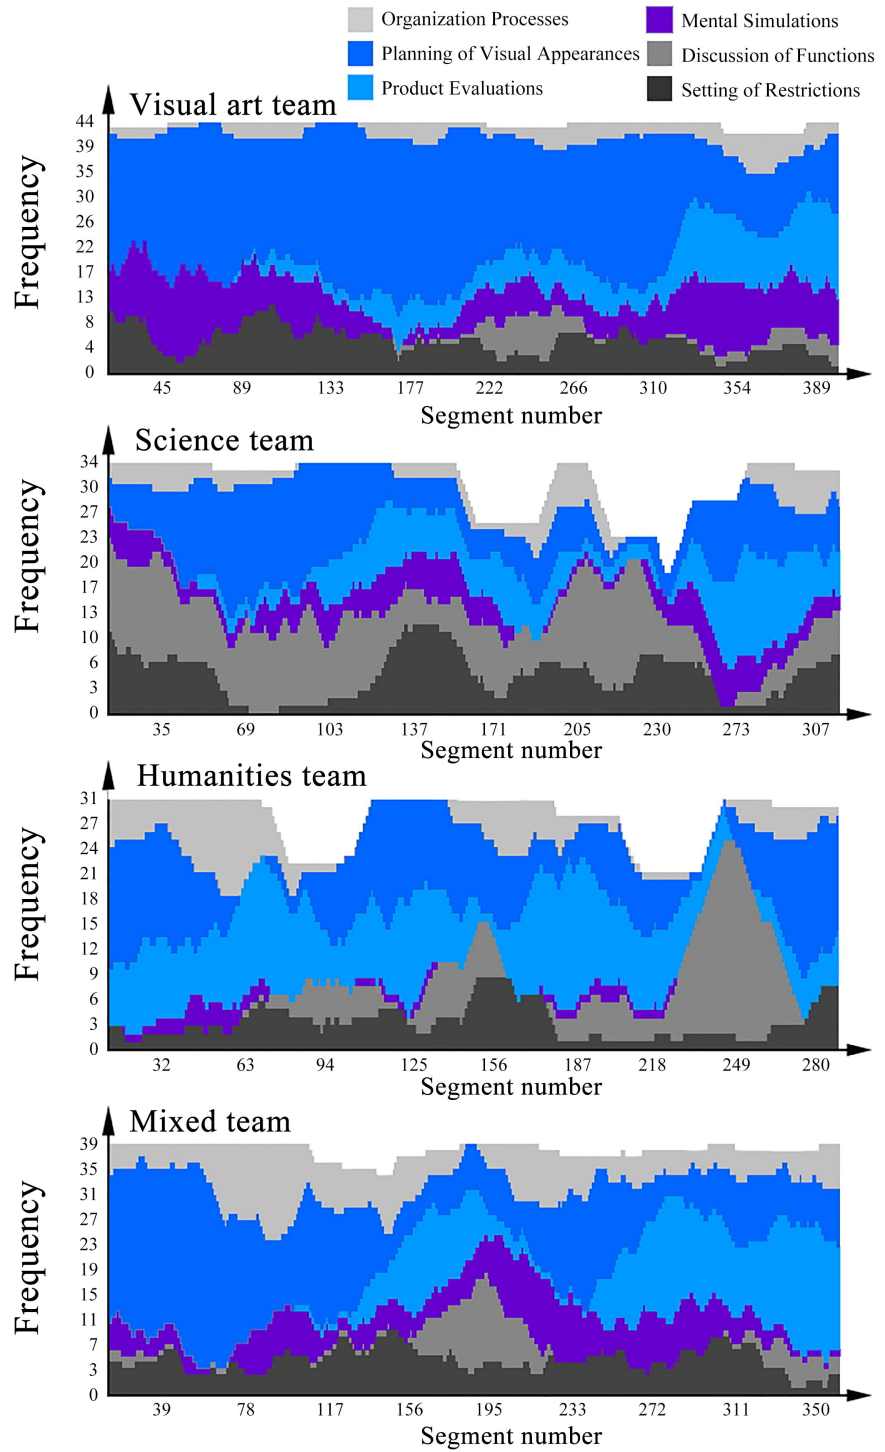 Organization Processes
Mental Simulations
Planning of Visual Appearances
Discussion of Functions
Product Evaluations
Setting of Restrictions
Visual art team
Frequency
44
39
35
30
26
22
17
13
8
4
0
45 89 133 177 222 266 310 354 389
Segment number
Science team
Frequency
34
30
27
23
20
17
13
10
6
3
0
35 69 103 137 171 205 230 273 307
Segment number
Humanities team
Frequency
31
27
24
21
18
15
12
9
6
3
0
32 63 94 125 156 187 218 249 280
Segment number
Mixed team
Frequency
39
35
31
27
23
19
15
11
7
3
0
39 78 117 156 195 233 272 311 350
Segment number